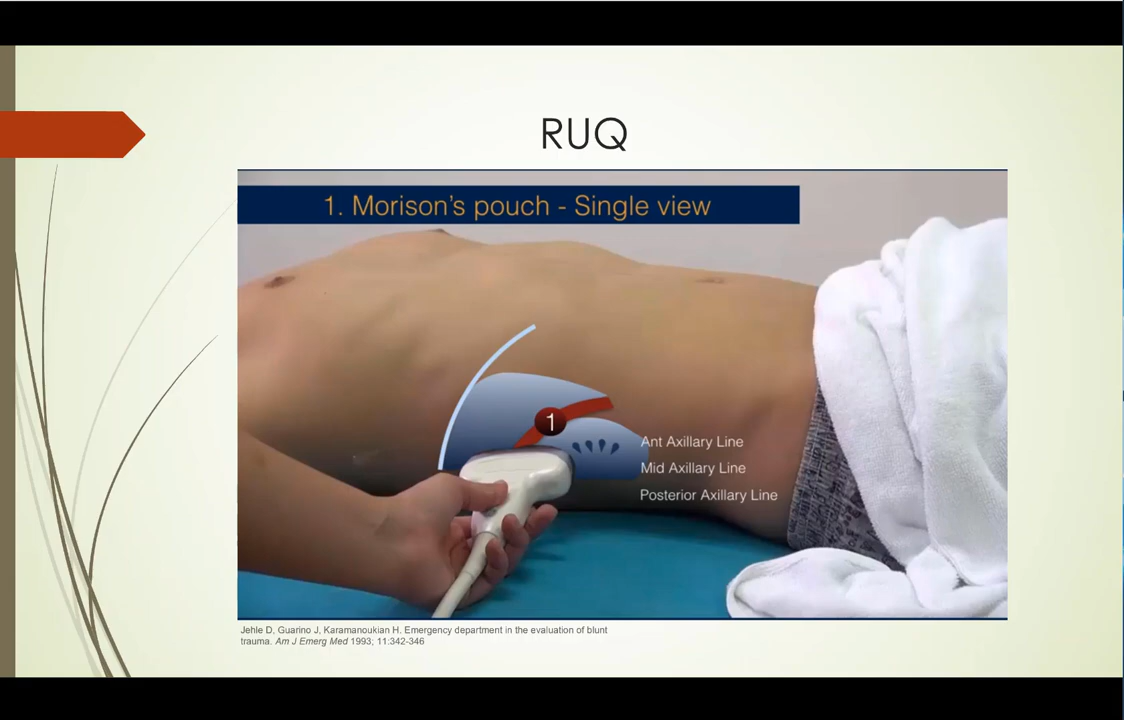 RUQ
1. Morison's pouch - Single view
1
Ant Axillary Line
Mid Axillary Line
Posterior Axillary Line
Jehle D, Guarino J, Karamanoukian H. Emergency department in the evaluation of blunt
trauma. Am J Emerg Med 1993; 11:342-346